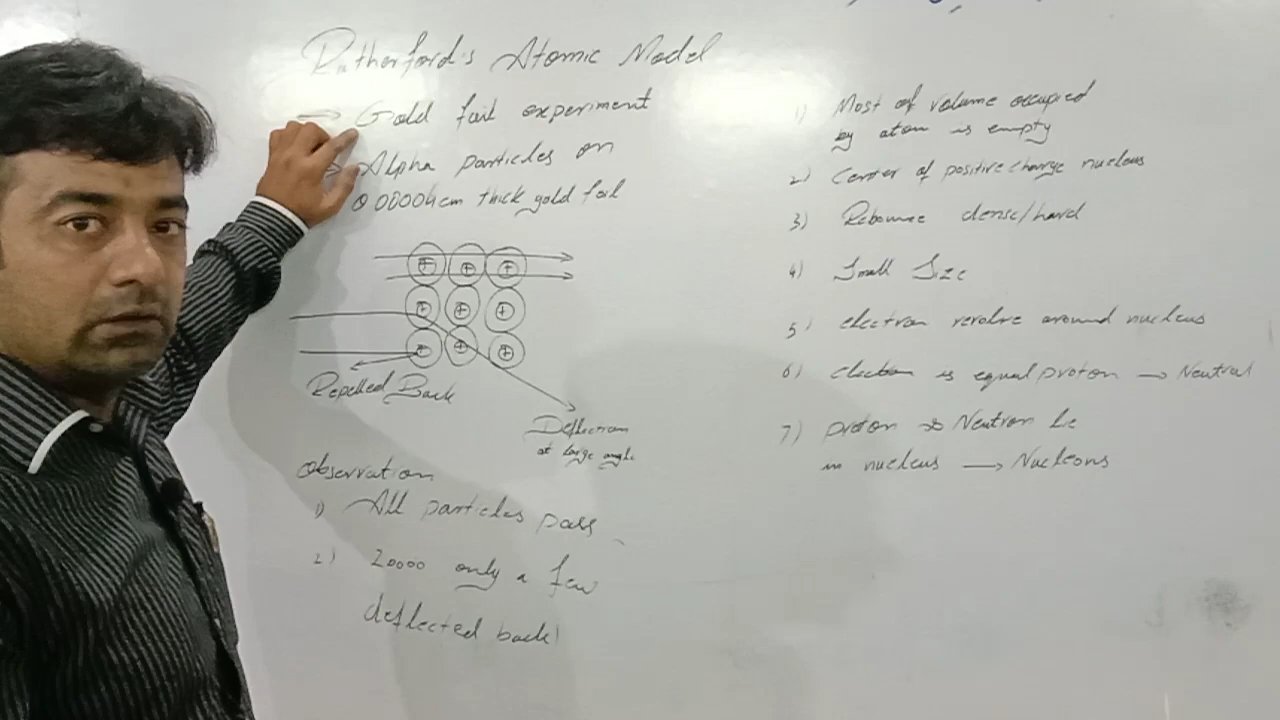 Rutherford's Atomic Model
→ Gold foil experiment
→ Alpha particles on
0.00004cm thick gold foil
+ + +
+ + +
+ + +
Repelled Back
Deflection
at large angle
Observation
1) All particles pass
2) 20000 only a few
deflected back
1) Most of volume occupied
by atom is empty
2) Center of positive charge nucleus
3) Rebounce dense/hard
4) Small Size
5) electron revolve around nucleus
6) electron is equal proton → Neutral
7) proton & Neutron Lie
in nucleus → Nucleons